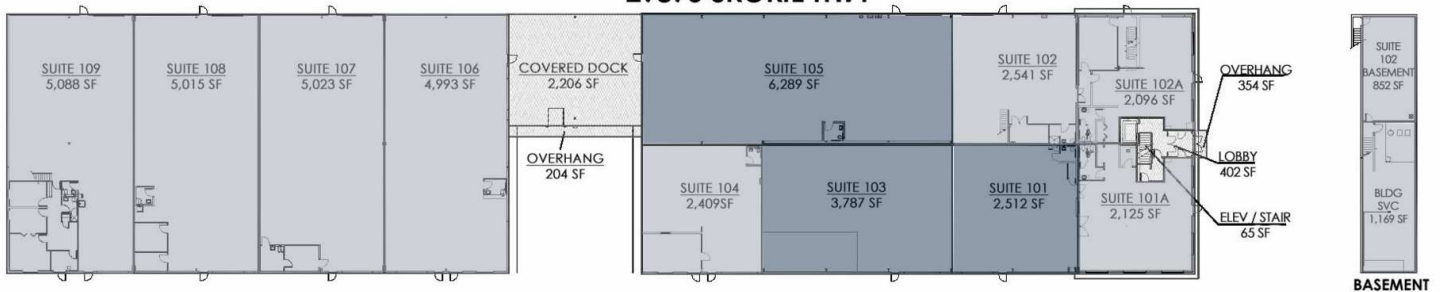 SUITE 109
5,088 SF
SUITE 108
5,015 SF
SUITE 107
5,023 SF
SUITE 106
4,993 SF
COVERED DOCK
2,206 SF
OVERHANG
204 SF
SUITE 105
6,289 SF
SUITE 102
2,541 SF
SUITE 102A
2,096 SF
OVERHANG
354 SF
LOBBY
402 SF
ELEV / STAIR
65 SF
SUITE 104
2,409SF
SUITE 103
3,787 SF
SUITE 101
2,512 SF
SUITE 101A
2,125 SF
SUITE
102
BASEMENT
852 SF
BLDG
SVC
1,169 SF
BASEMENT